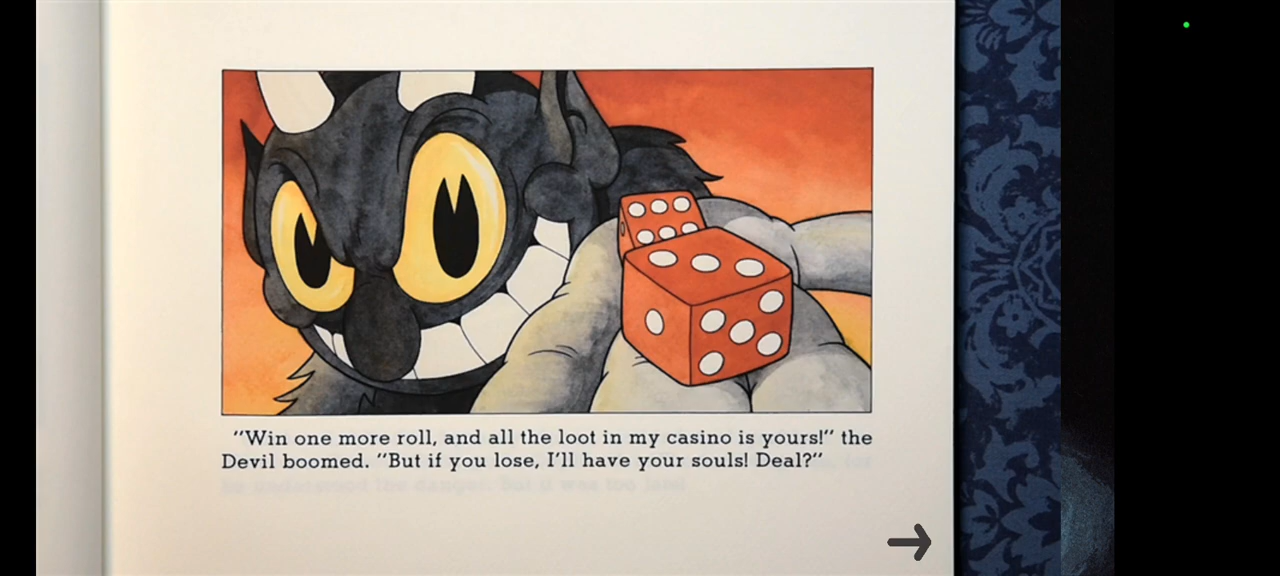 "Win one more roll, and all the loot in my casino is yours!" the
Devil boomed. "But if you lose, I'll have your souls! Deal?"